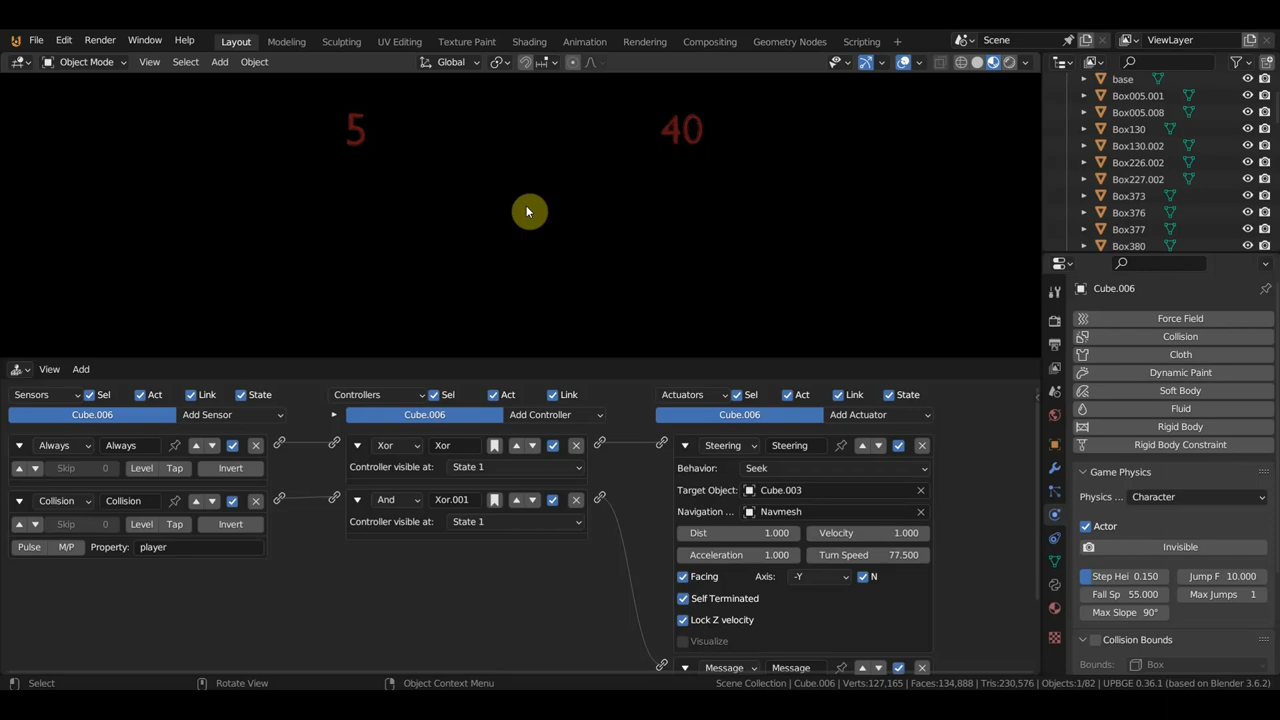 File Edit Render Window Help Layout Modeling Sculpting UV Editing Texture Paint Shading Animation Rendering Compositing Geometry Nodes Scripting + Scene ViewLayer
Object Mode View Select Add Object Global
base
Box005.001
Box005.008
Box130
Box130.002
Box226.002
Box227.002
Box373
Box376
Box377
Box380
5 40
Cube.006
Force Field
Collision
Cloth
Dynamic Paint
Soft Body
Fluid
Rigid Body
Rigid Body Constraint
Game Physics
Physics ... Character
Actor
Invisible
Step Hei 0.150 Jump F 10.000
Fall Sp 55.000 Max Jumps 1
Max Slope 90°
Collision Bounds
Bounds: Box
View Add
Sensors Sel Act Link State Controllers Sel Act Link Actuators Sel Act Link State
Cube.006 Add Sensor Cube.006 Add Controller Cube.006 Add Actuator
Always Always Xor Xor Steering Steering
Skip 0 Level Tap Invert Controller visible at: State 1 Behavior: Seek
Collision Collision And Xor.001 Target Object: Cube.003
Skip 0 Level Tap Invert Controller visible at: State 1 Navigation ... Navmesh
Pulse M/P Property: player Dist 1.000 Velocity 1.000
Acceleration 1.000 Turn Speed 77.500
Facing Axis: -Y N
Self Terminated
Lock Z velocity
Visualize
Message Message
Select Rotate View Object Context Menu Scene Collection | Cube.006 | Verts:127,165 | Faces:134,888 | Tris:230,576 | Objects:1/82 | UPBGE 0.36.1 (based on Blender 3.6.2)